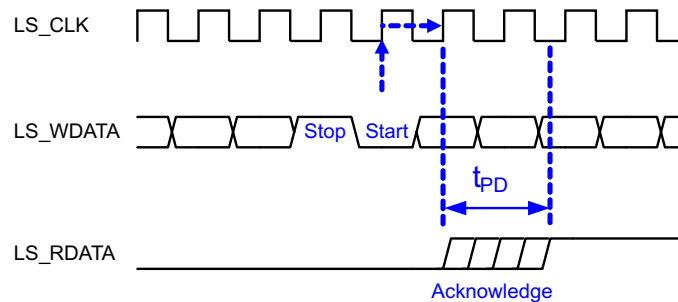 LS_CLK
LS_WDATA
Stop
Start
tPD
LS_RDATA
Acknowledge